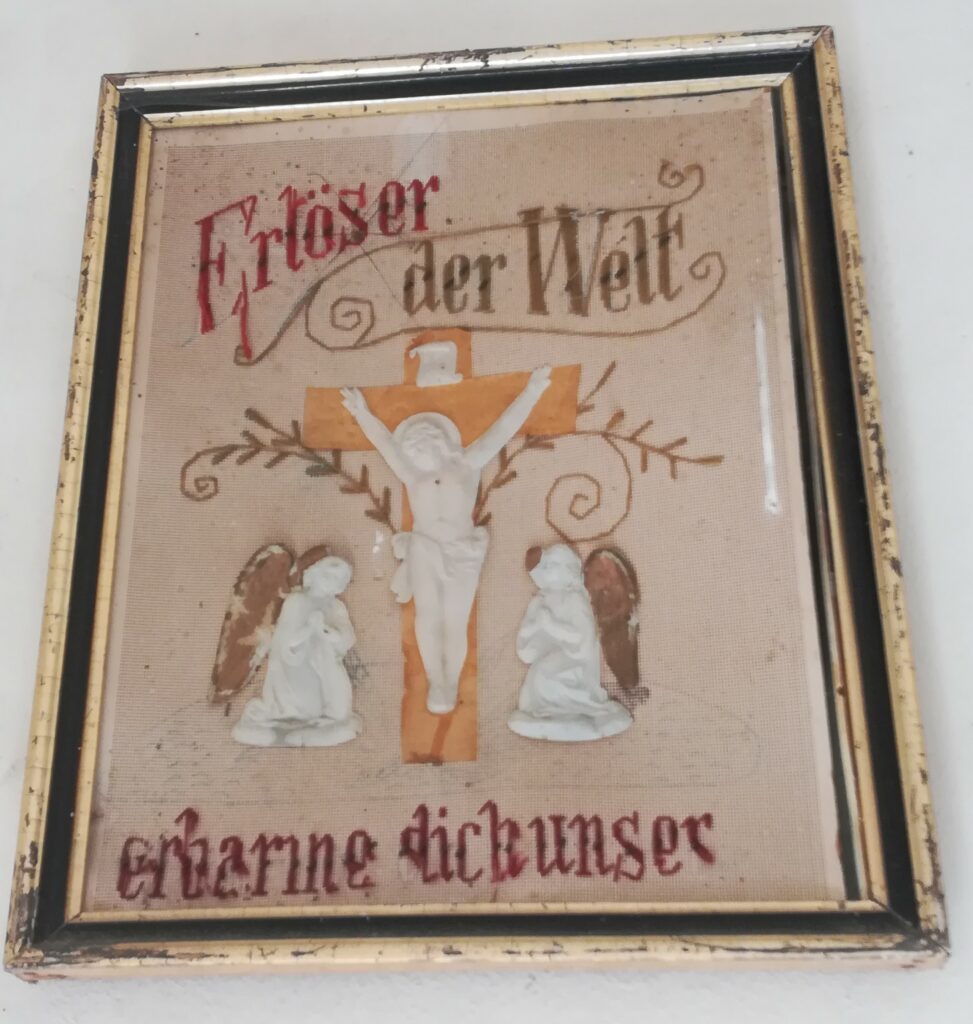 Erlöser
der Welt
erbarme dich unser